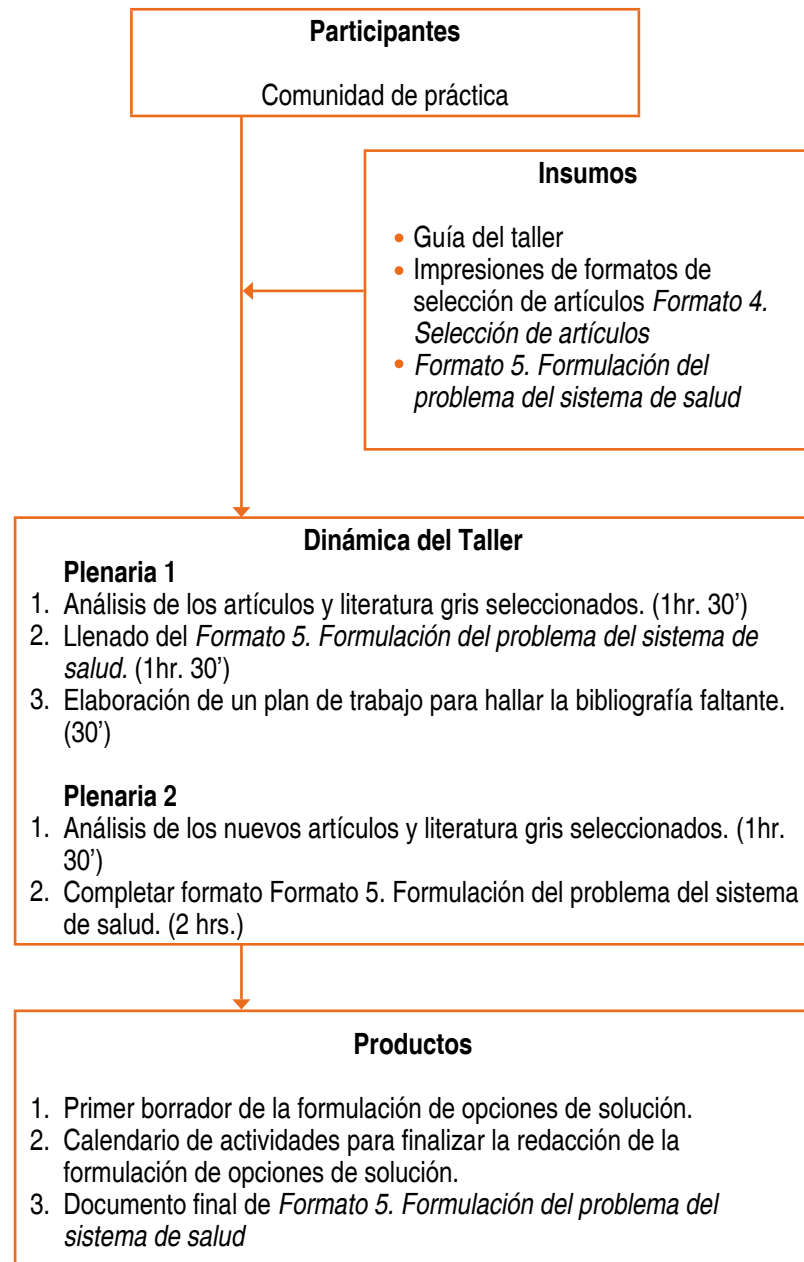 Participantes
Comunidad de práctica
Insumos
• Guía del taller
• Impresiones de formatos de
selección de artículos Formato 4.
Selección de artículos
• Formato 5. Formulación del
problema del sistema de salud
Dinámica del Taller
Plenaria 1
1. Análisis de los artículos y literatura gris seleccionados. (1hr. 30’)
2. Llenado del Formato 5. Formulación del problema del sistema de
salud. (1hr. 30’)
3. Elaboración de un plan de trabajo para hallar la bibliografía faltante.
(30’)
Plenaria 2
1. Análisis de los nuevos artículos y literatura gris seleccionados. (1hr.
30’)
2. Completar formato Formato 5. Formulación del problema del sistema
de salud. (2 hrs.)
Productos
1. Primer borrador de la formulación de opciones de solución.
2. Calendario de actividades para finalizar la redacción de la
formulación de opciones de solución.
3. Documento final de Formato 5. Formulación del problema del
sistema de salud